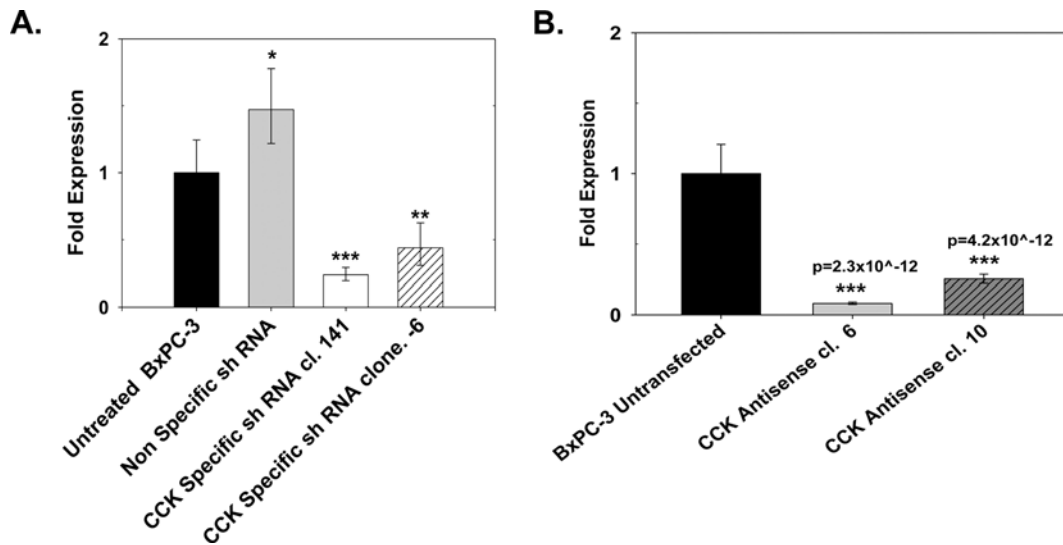 A.
2
1
0
Fold Expression
*
***
**
Untreated BxPC-3
Non Specific sh RNA
CCK Specific sh RNA cl. 141
CCK Specific sh RNA clone. -6
B.
2
1
0
Fold Expression
p=2.3x10^-12
***
p=4.2x10^-12
***
BxPC-3 Untransfected
CCK Antisense cl. 6
CCK Antisense cl. 10